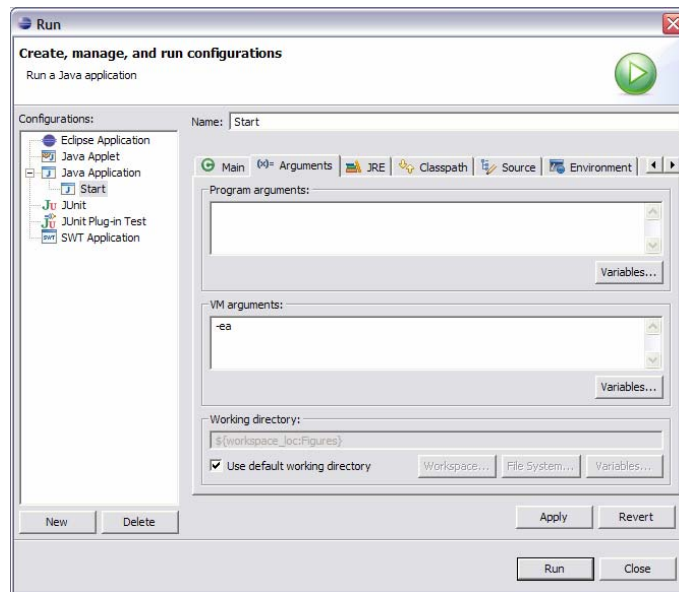 Run
Create, manage, and run configurations
Run a Java application
Configurations:
Eclipse Application
Java Applet
Java Application
Start
JUnit
JUnit Plug-in Test
SWT Application
New
Delete
Name: Start
Main
(x)= Arguments
JRE
Classpath
Source
Environment
Program arguments:
Variables...
VM arguments:
-ea
Variables...
Working directory:
${workspace_loc:Figures}
Use default working directory
Workspace...
File System...
Variables...
Apply
Revert
Run
Close